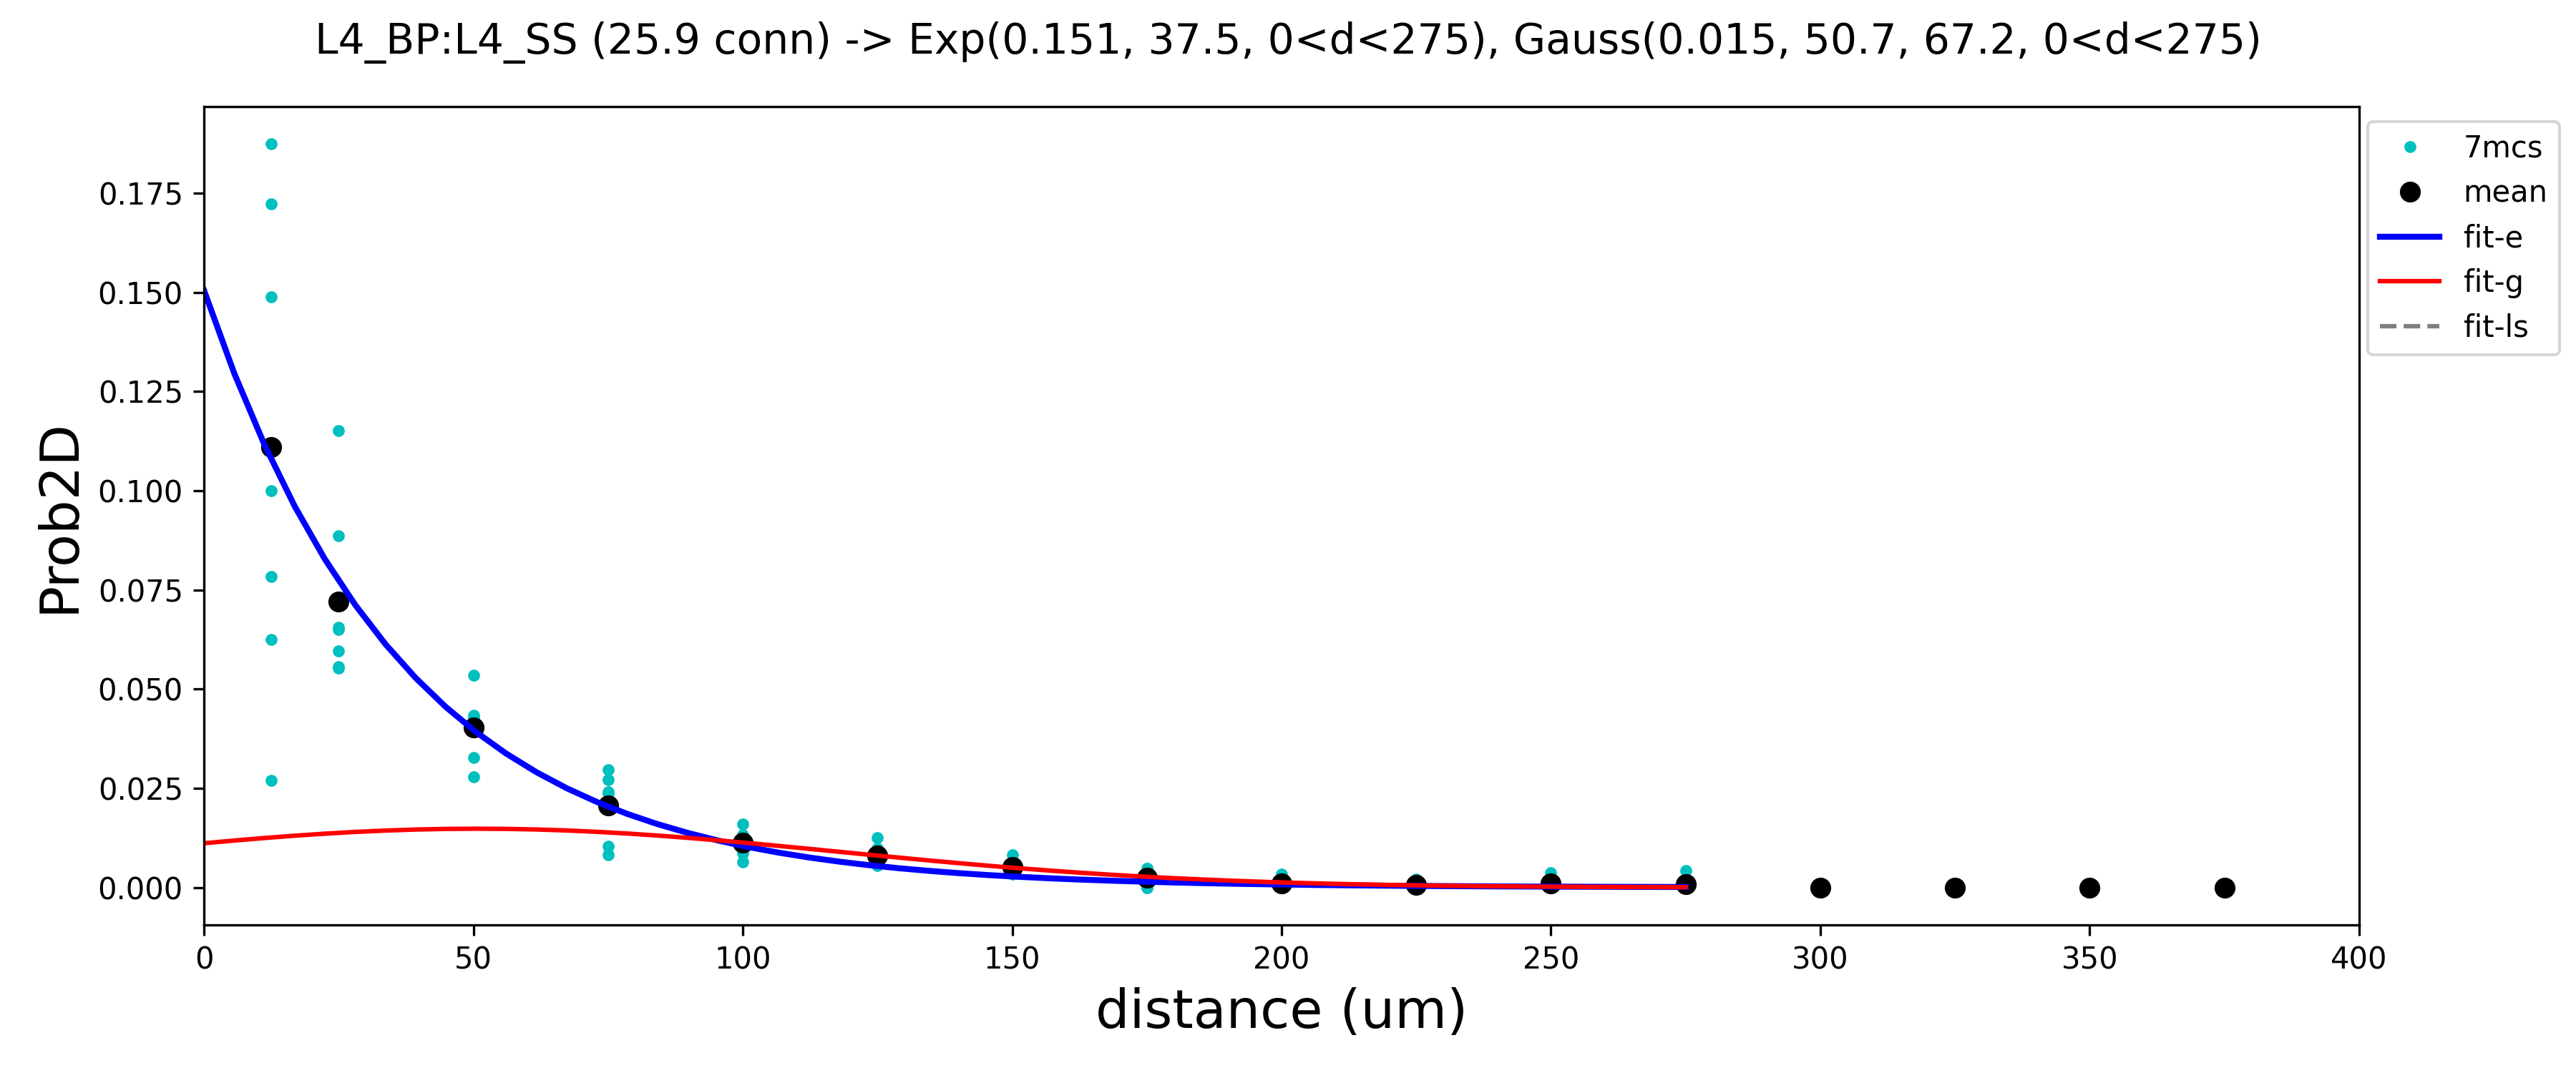 L4_BP:L4_SS (25.9 conn) -> Exp(0.151, 37.5, 0<d<275), Gauss(0.015, 50.7, 67.2, 0<d<275)
7mcs
mean
fit-e
fit-g
fit-ls
Prob2D
0.175
0.150
0.125
0.100
0.075
0.050
0.025
0.000
0 50 100 150 200 250 300 350 400
distance (um)